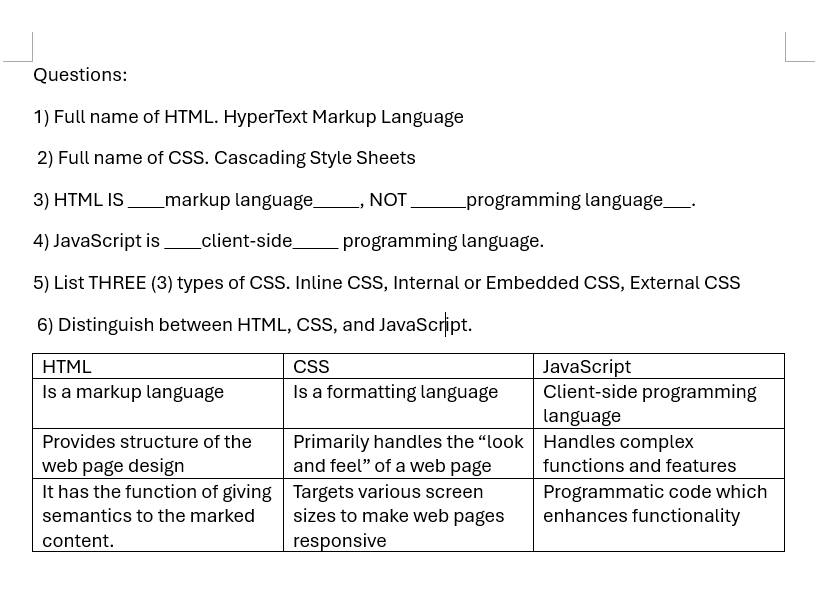 Questions:
1) Full name of HTML. HyperText Markup Language
2) Full name of CSS. Cascading Style Sheets
3) HTML IS ____markup language_____, NOT ______programming language___.
4) JavaScript is ____client-side_____ programming language.
5) List THREE (3) types of CSS. Inline CSS, Internal or Embedded CSS, External CSS
6) Distinguish between HTML, CSS, and JavaScript.
HTML
CSS
JavaScript
Is a markup language
Is a formatting language
Client-side programming
language
Provides structure of the
web page design
Primarily handles the “look
and feel” of a web page
Handles complex
functions and features
It has the function of giving
semantics to the marked
content.
Targets various screen
sizes to make web pages
responsive
Programmatic code which
enhances functionality